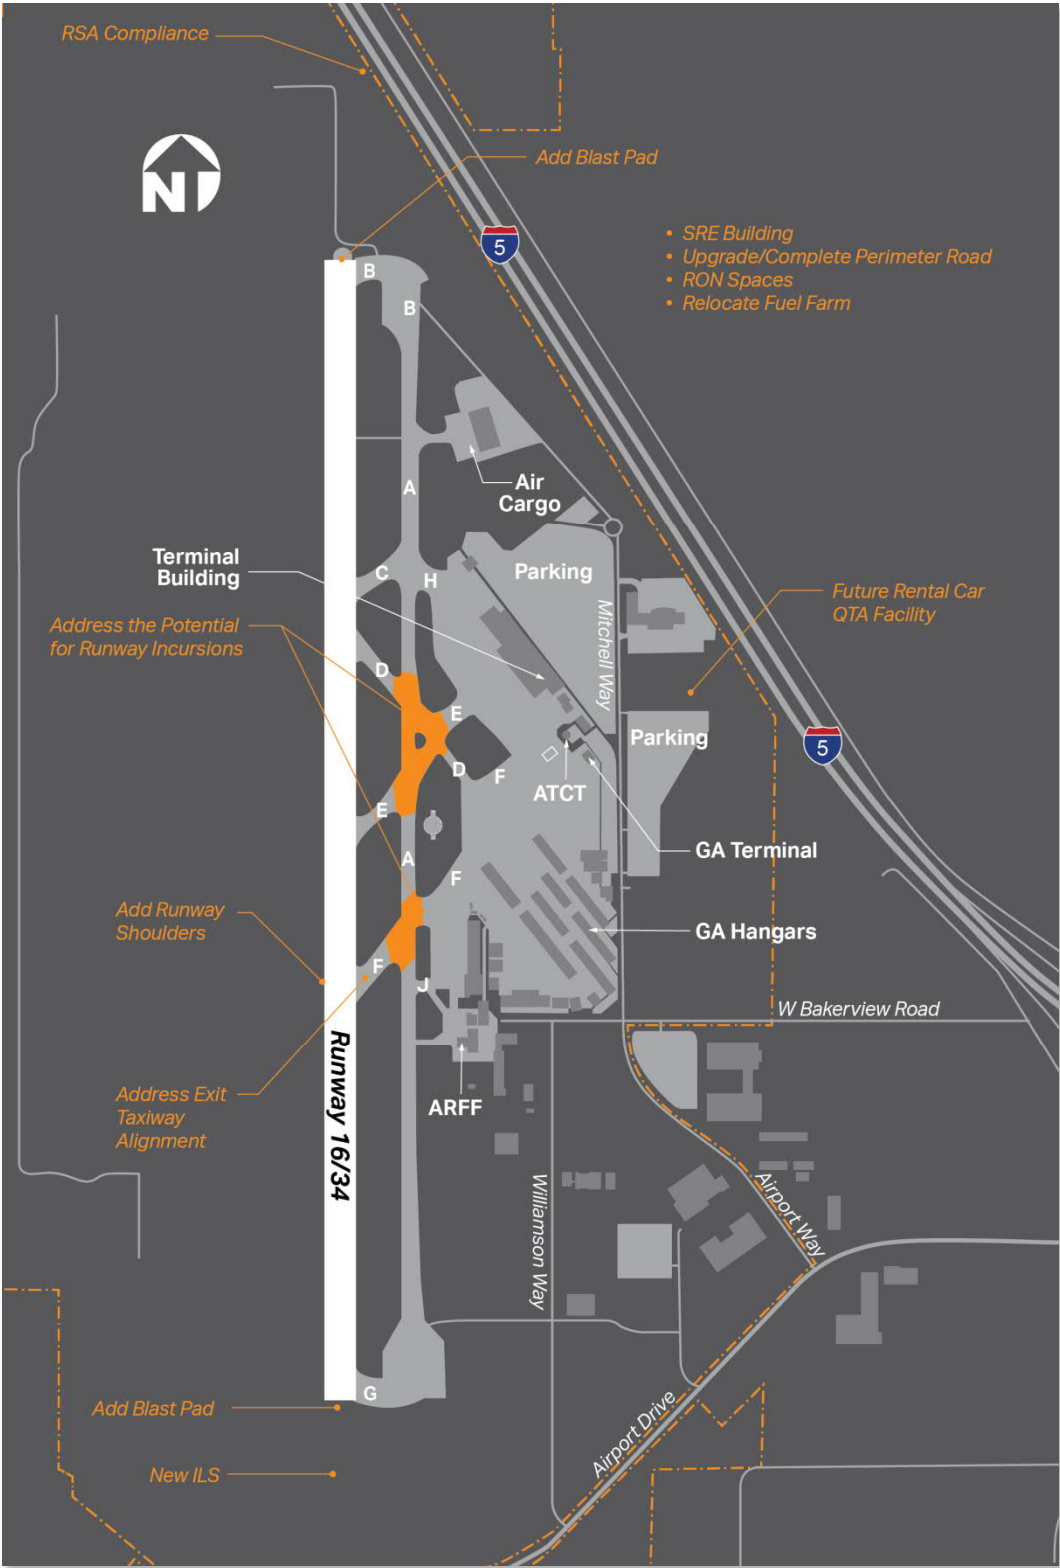 RSA Compliance
Add Blast Pad
N
5
• SRE Building
• Upgrade/Complete Perimeter Road
• RON Spaces
• Relocate Fuel Farm
B
B
Air
Cargo
A
Terminal
Building
Parking
C
H
Mitchell Way
Future Rental Car
QTA Facility
Address the Potential
for Runway Incursions
D
E
Parking
5
D
F
ATCT
E
A
GA Terminal
F
Add Runway
Shoulders
GA Hangars
F
J
W Bakerview Road
Runway 16/34
Address Exit
Taxiway
Alignment
ARFF
Williamson Way
Airport Way
G
Add Blast Pad
Airport Drive
New ILS